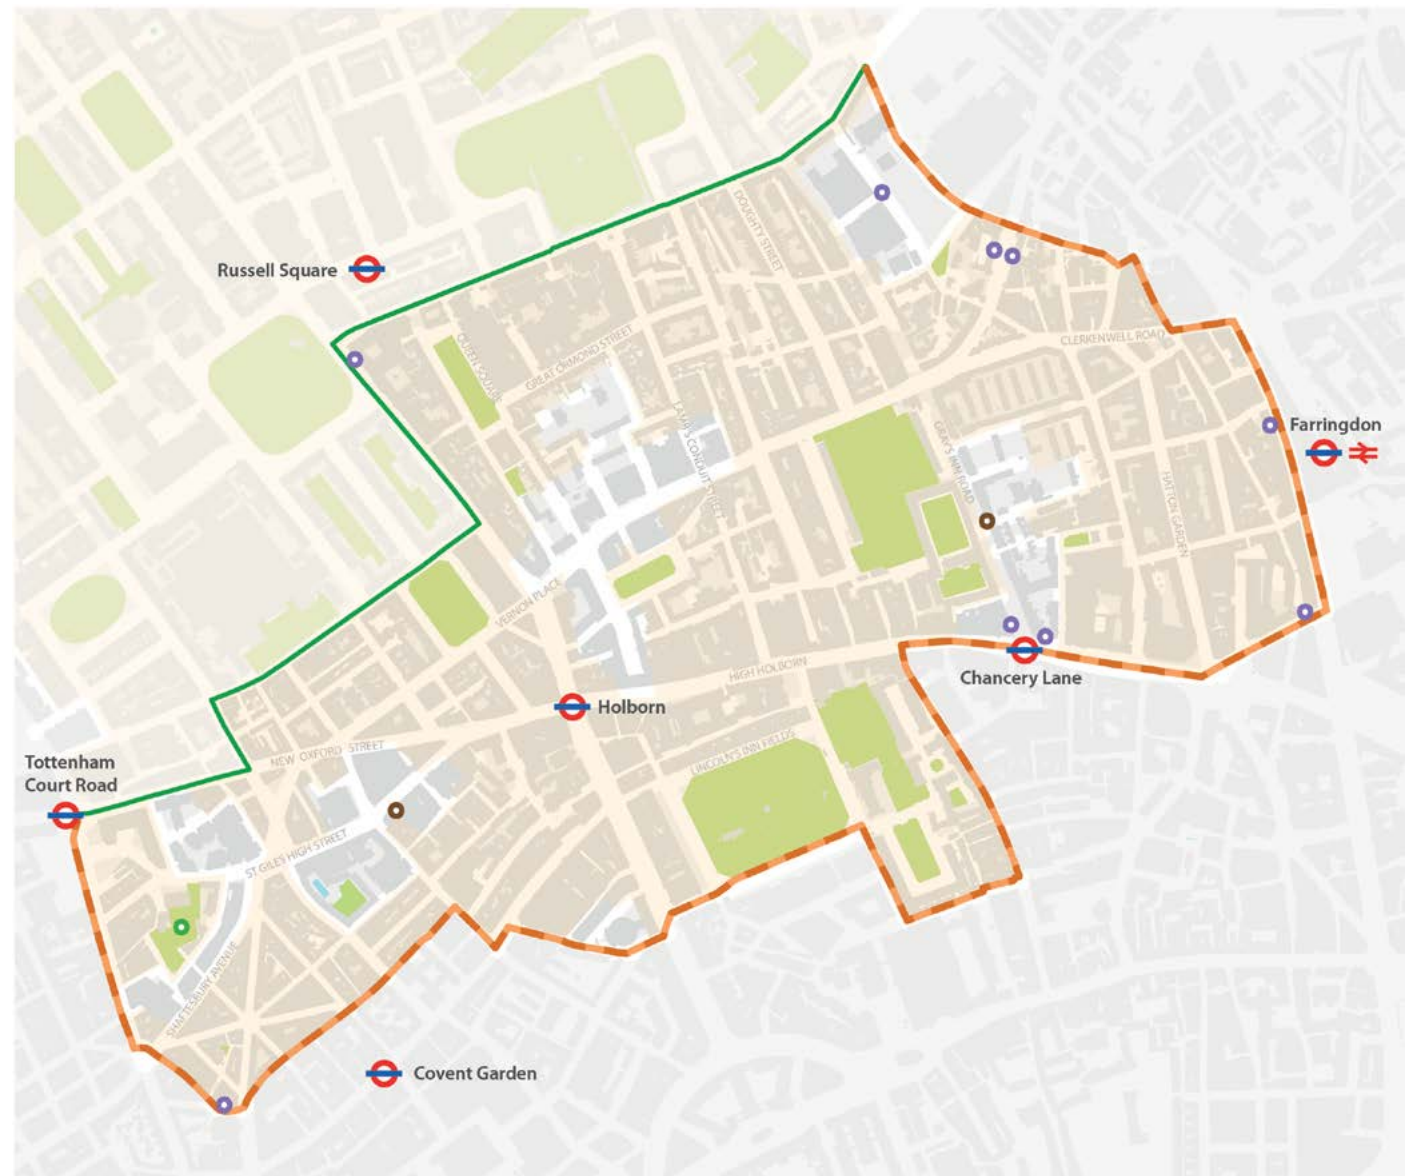 DOUGHTY STREET
Russell Square
QUEEN SQUARE
GREAT ORMOND STREET
CLERKENWELL ROAD
LAMB'S CONDUIT STREET
GRAY'S INN ROAD
Farringdon
HATTON GARDEN
VERNON PLACE
HIGH HOLBORN
Chancery Lane
Holborn
NEW OXFORD STREET
LINCOLN'S INN FIELDS
Tottenham
Court Road
ST GILES HIGH STREET
SHAFTESBURY AVENUE
Covent Garden